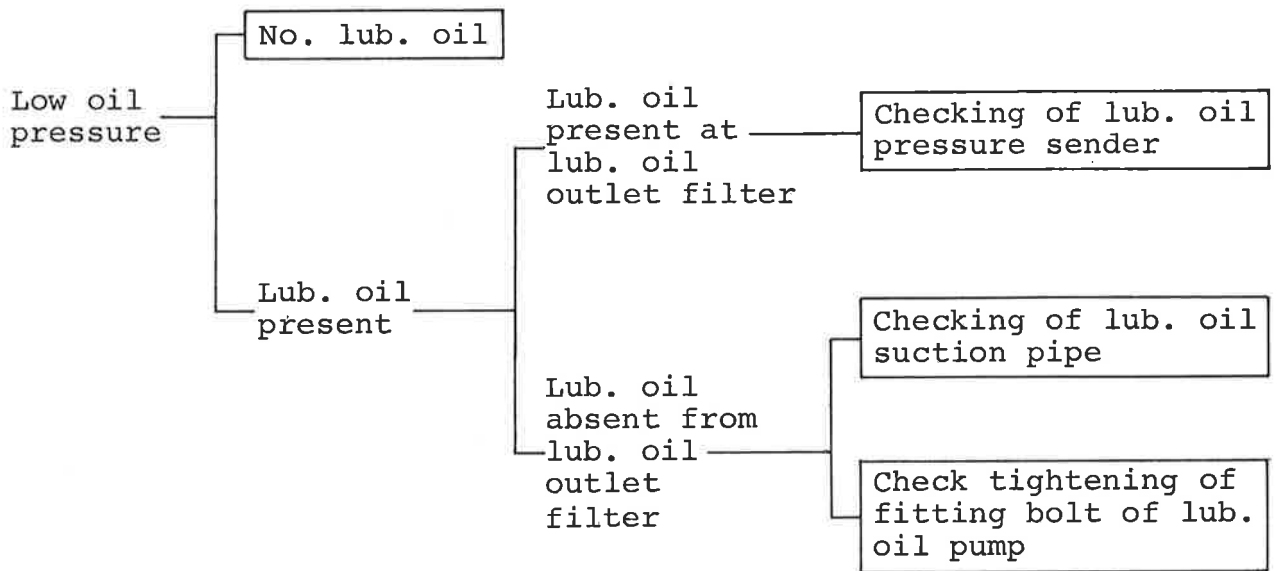 No. lub. oil
Low oil
pressure
Lub. oil
present at
lub. oil
outlet filter
Checking of lub. oil
pressure sender
Lub. oil
present
Lub. oil
absent from
lub. oil
outlet
filter
Checking of lub. oil
suction pipe
Check tightening of
fitting bolt of lub.
oil pump